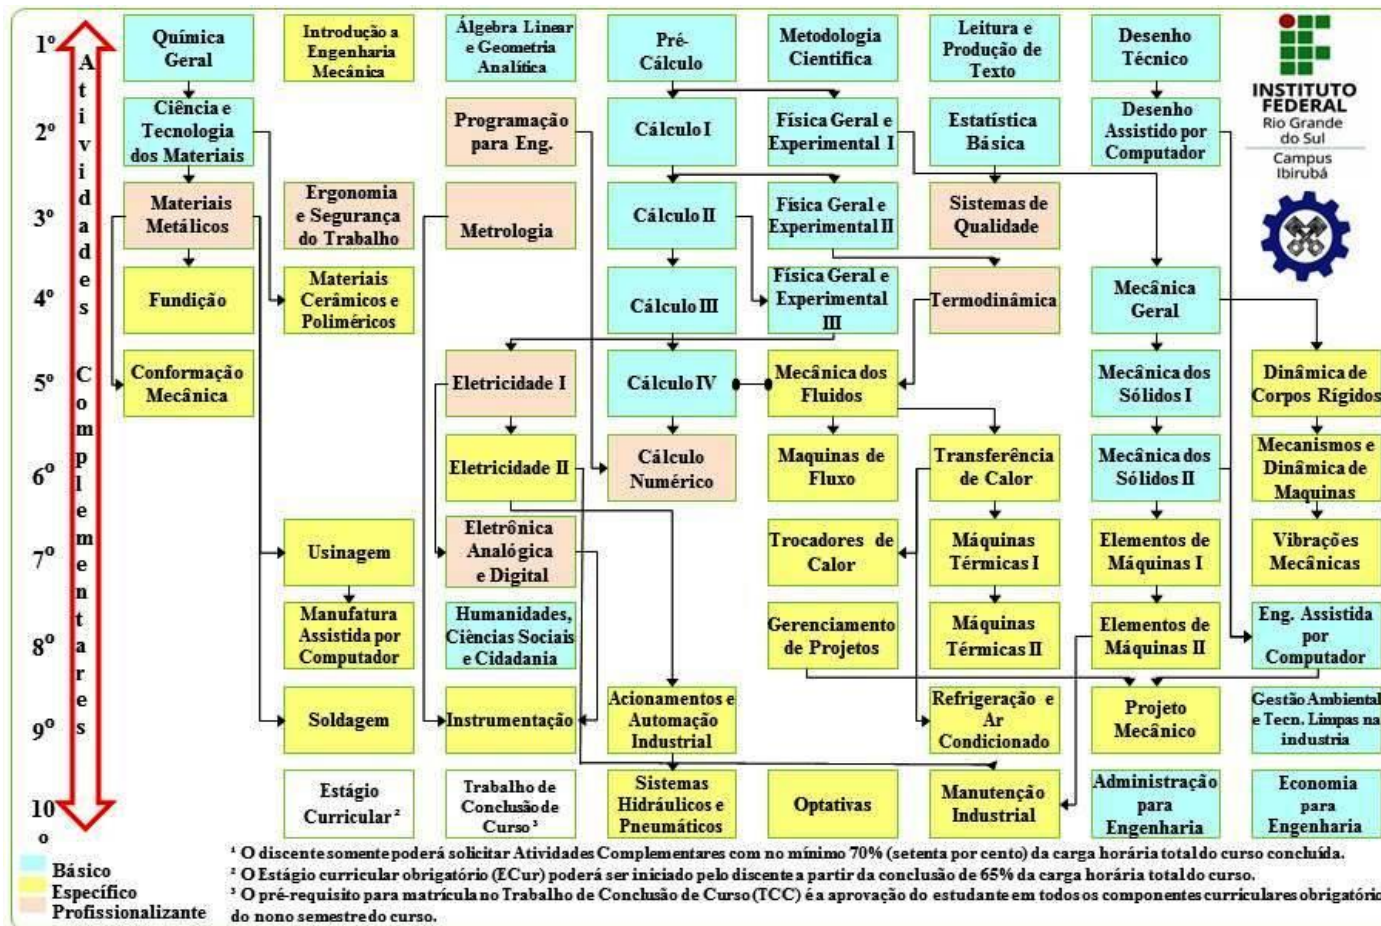 1º
Química
Geral
Introdução a
Engenharia
Mecânica
Álgebra Linear
e Geometria
Analítica
Pré-
Cálculo
Metodologia
Cientifica
Leitura e
Produção de
Texto
Desenho
Técnico
INSTITUTO
FEDERAL
Rio Grande
do Sul
Campus
Ibirubá
Atividades Complementares
2º
Ciência e
Tecnologia
dos Materiais
Programação
para Eng.
Cálculo I
Física Geral e
Experimental I
Estatística
Básica
Desenho
Assistido por
Computador
3º
Materiais
Metálicos
Ergonomia
e Segurança
do Trabalho
Metrologia
Cálculo II
Física Geral e
Experimental II
Sistemas de
Qualidade
4º
Fundição
Materiais
Cerâmicos e
Poliméricos
Cálculo III
Física Geral e
Experimental
III
Termodinâmica
Mecânica
Geral
5º
Conformação
Mecânica
Eletricidade I
Cálculo IV
Mecânica dos
Fluidos
Mecânica dos
Sólidos I
Dinâmica de
Corpos Rígidos
6º
Eletricidade II
Cálculo
Numérico
Maquinas de
Fluxo
Transferência
de Calor
Mecânica dos
Sólidos II
Mecanismos e
Dinâmica de
Maquinas
7º
Usinagem
Eletrônica
Analógica
e Digital
Trocadores de
Calor
Máquinas
Térmicas I
Elementos de
Máquinas I
Vibrações
Mecânicas
8º
Manufatura
Assistida por
Computador
Humanidades,
Ciências Sociais
e Cidadania
Gerenciamento
de Projetos
Máquinas
Térmicas II
Elementos de
Máquinas II
Eng. Assistida
por
Computador
9º
Soldagem
Instrumentação
Acionamentos e
Automação
Industrial
Refrigeração e
Ar
Condicionado
Projeto
Mecânico
Gestão Ambiental
e Tecn. Limpas na
industria
10
º
Estágio
Curricular ²
Trabalho de
Conclusão de
Curso ³
Sistemas
Hidráulicos e
Pneumáticos
Optativas
Manutenção
Industrial
Administração
para
Engenharia
Economia
para
Engenharia
Básico
Específico
Profissionalizante
¹ O discente somente poderá solicitar Atividades Complementares com no mínimo 70% (setenta por cento) da carga horária total do curso concluída.
² O Estágio curricular obrigatório (ECur) poderá ser iniciado pelo discente a partir da conclusão de 65% da carga horária total do curso.
³ O pré-requisito para matrícula no Trabalho de Conclusão de Curso (TCC) é a aprovação do estudante em todos os componentes curriculares obrigatório
do nono semestre do curso.